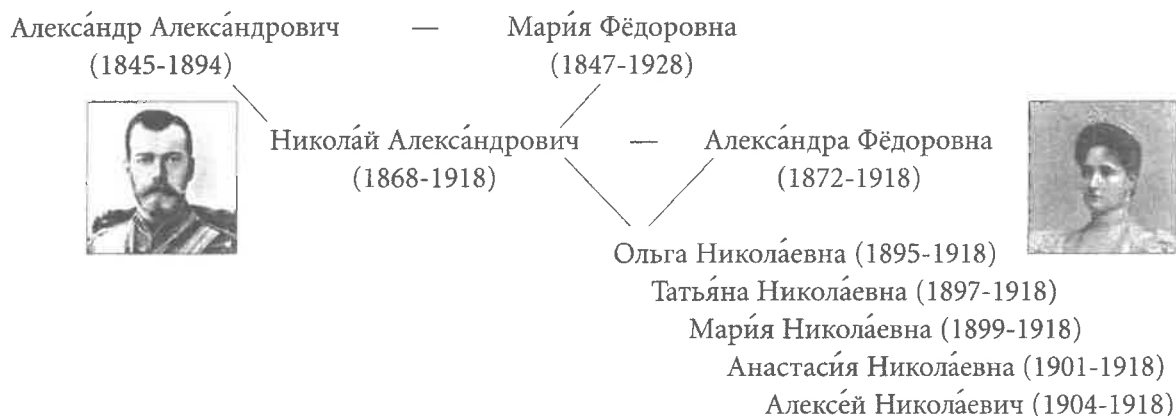 Алекса́ндр Алекса́ндрович — Мари́я Фёдоровна
(1845-1894) (1847-1928)
Никола́й Алекса́ндрович — Алекса́ндра Фёдоровна
(1868-1918) (1872-1918)
Ольга Никола́евна (1895-1918)
Татья́на Никола́евна (1897-1918)
Мари́я Никола́евна (1899-1918)
Анастаси́я Никола́евна (1901-1918)
Алексе́й Никола́евич (1904-1918)